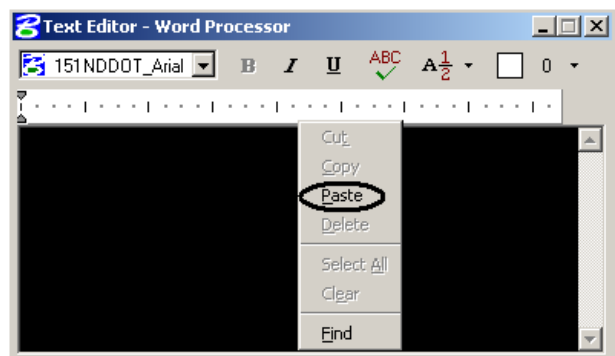 Text Editor - Word Processor
151NDDOT_Arial B I U ABC A1/2 0
Cut
Copy
Paste
Delete
Select All
Clear
Find